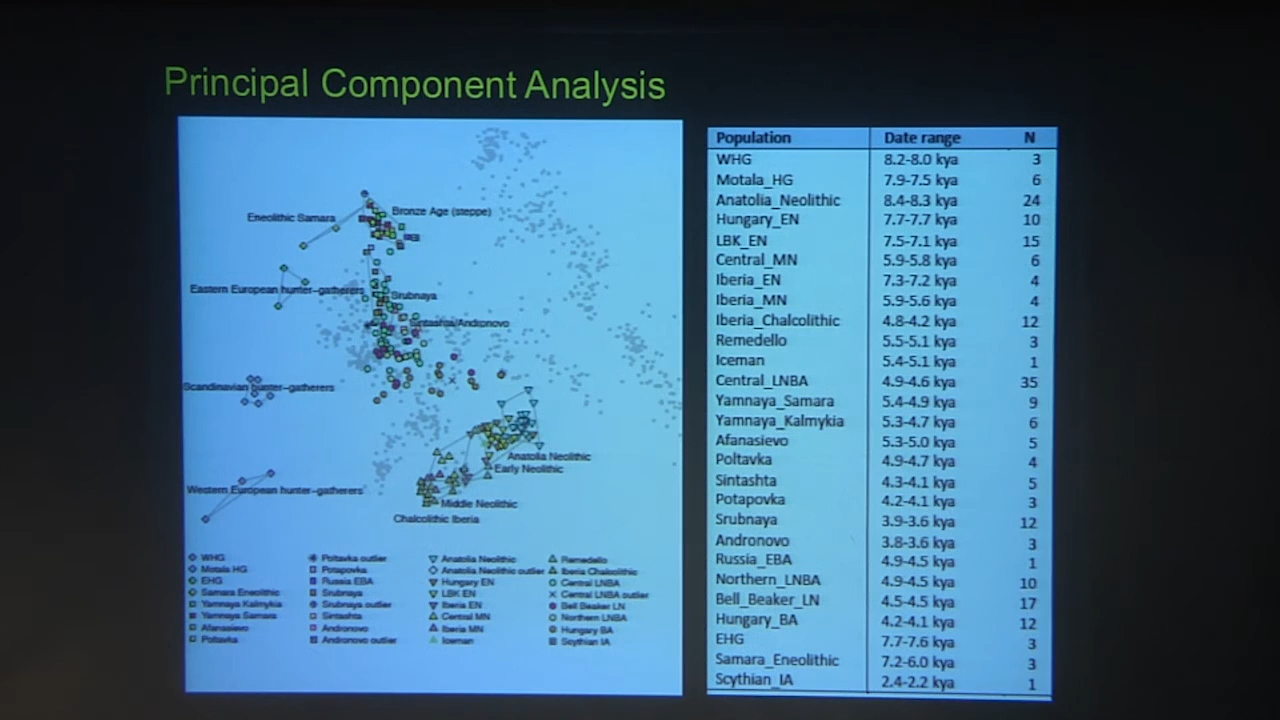 Principal Component Analysis
Eneolithic Samara
Bronze Age (steppe)
Eastern European hunter-gatherers
Srubnaya
Sintashta/Andronovo
Scandinavian hunter-gatherers
Anatolia Neolithic
Early Neolithic
Western European hunter-gatherers
Middle Neolithic
Chalcolithic Iberia
WHG
Motala HG
EHG
Samara Eneolithic
Yamnaya Kalmykia
Yamnaya Samara
Afanasievo
Poltavka
Poltavka outlier
Potapovka
Russia EBA
Srubnaya
Srubnaya outlier
Sintashta
Andronovo
Andronovo outlier
Anatolia Neolithic
Anatolia Neolithic outlier
Hungary EN
LBK EN
Iberia EN
Central MN
Iberia MN
Iceman
Remedello
Iberia Chalcolithic
Central LNBA
Central LNBA outlier
Bell Beaker LN
Northern LNBA
Hungary BA
Scythian IA
Population Date range N
WHG 8.2-8.0 kya 3
Motala_HG 7.9-7.5 kya 6
Anatolia_Neolithic 8.4-8.3 kya 24
Hungary_EN 7.7-7.7 kya 10
LBK_EN 7.5-7.1 kya 15
Central_MN 5.9-5.8 kya 6
Iberia_EN 7.3-7.2 kya 4
Iberia_MN 5.9-5.6 kya 4
Iberia_Chalcolithic 4.8-4.2 kya 12
Remedello 5.5-5.1 kya 3
Iceman 5.4-5.1 kya 1
Central_LNBA 4.9-4.6 kya 35
Yamnaya_Samara 5.4-4.9 kya 9
Yamnaya_Kalmykia 5.3-4.7 kya 6
Afanasievo 5.3-5.0 kya 5
Poltavka 4.9-4.7 kya 4
Sintashta 4.3-4.1 kya 5
Potapovka 4.2-4.1 kya 3
Srubnaya 3.9-3.6 kya 12
Andronovo 3.8-3.6 kya 3
Russia_EBA 4.9-4.5 kya 1
Northern_LNBA 4.9-4.5 kya 10
Bell_Beaker_LN 4.5-4.5 kya 17
Hungary_BA 4.2-4.1 kya 12
EHG 7.7-7.6 kya 3
Samara_Eneolithic 7.2-6.0 kya 3
Scythian_IA 2.4-2.2 kya 1